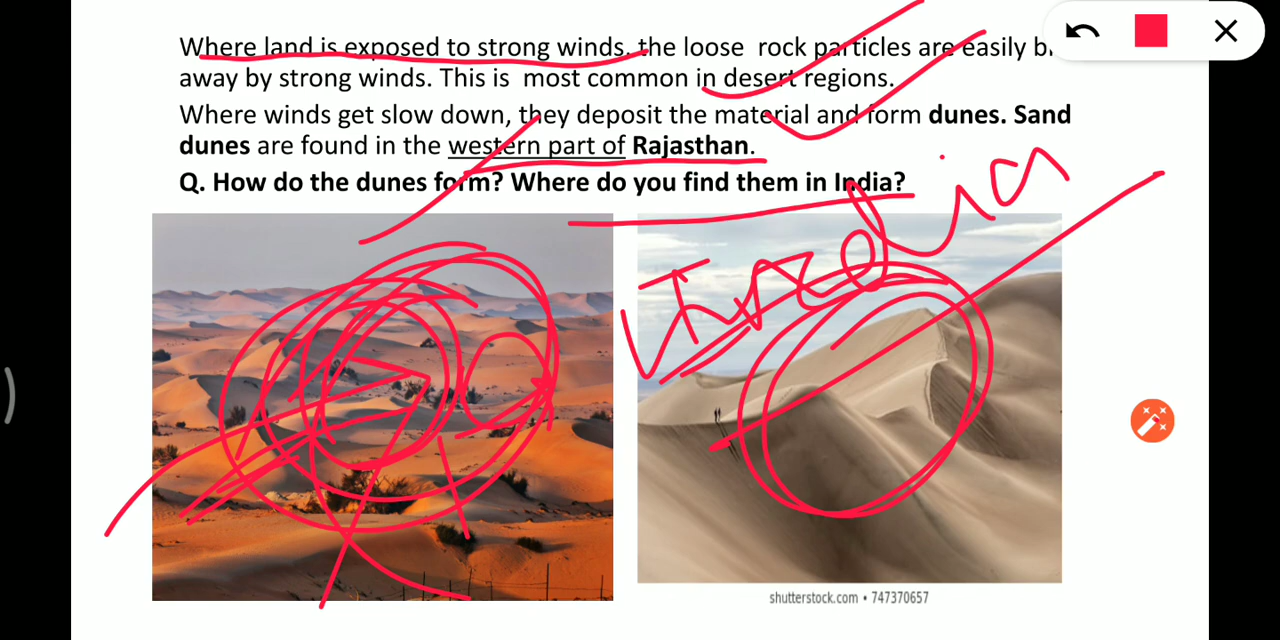 Where land is exposed to strong winds, the loose rock particles are easily
away by strong winds. This is most common in desert regions.
Where winds get slow down, they deposit the material and form dunes. Sand
dunes are found in the western part of Rajasthan.
Q. How do the dunes form? Where do you find them in India?
India
shutterstock.com • 747370657